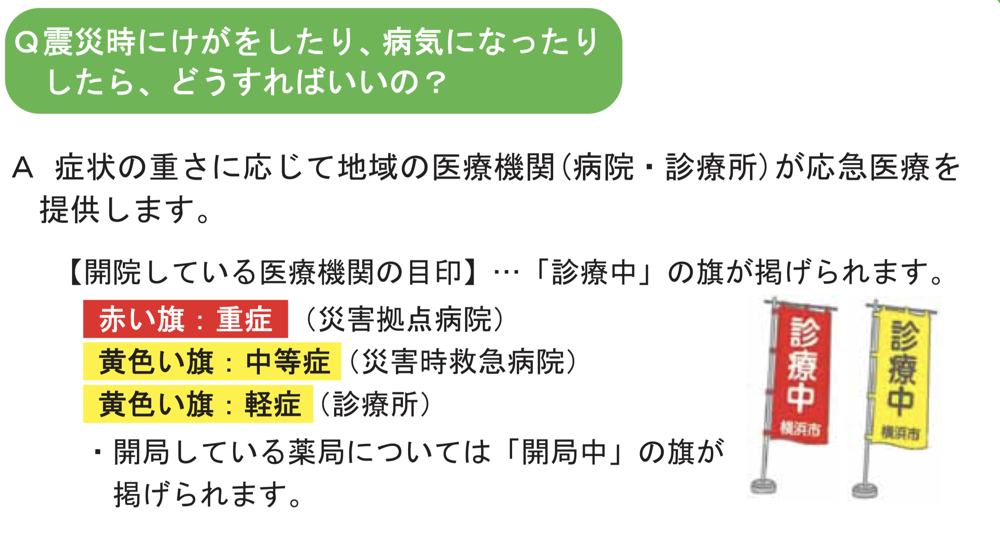 Q震災時にけがをしたり、病気になったり
したら、どうすればいいの？
A 症状の重さに応じて地域の医療機関(病院・診療所)が応急医療を
提供します。
【開院している医療機関の目印】…「診療中」の旗が掲げられます。
赤い旗：重症（災害拠点病院）
黄色い旗：中等症（災害時救急病院）
黄色い旗：軽症（診療所）
・開局している薬局については「開局中」の旗が
掲げられます。
診療中
横浜市
診療中
横浜市